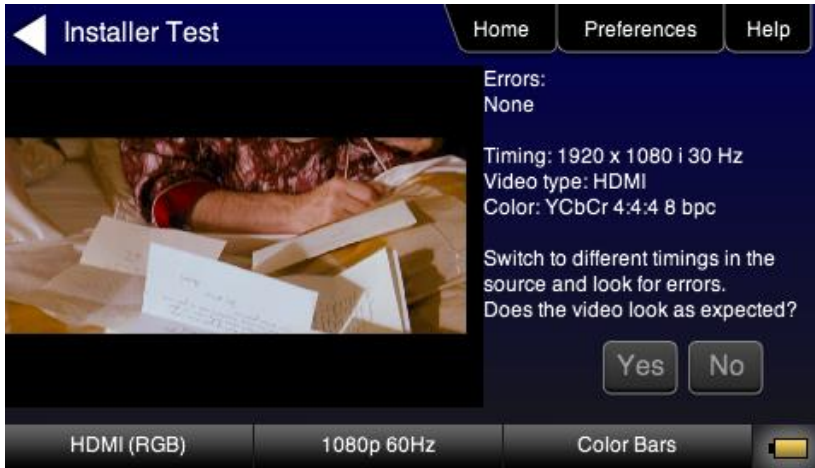 Installer Test
Home
Preferences
Help
Errors:
None
Timing: 1920 x 1080 i 30 Hz
Video type: HDMI
Color: YCbCr 4:4:4 8 bpc
Switch to different timings in the
source and look for errors.
Does the video look as expected?
Yes
No
HDMI (RGB)
1080p 60Hz
Color Bars